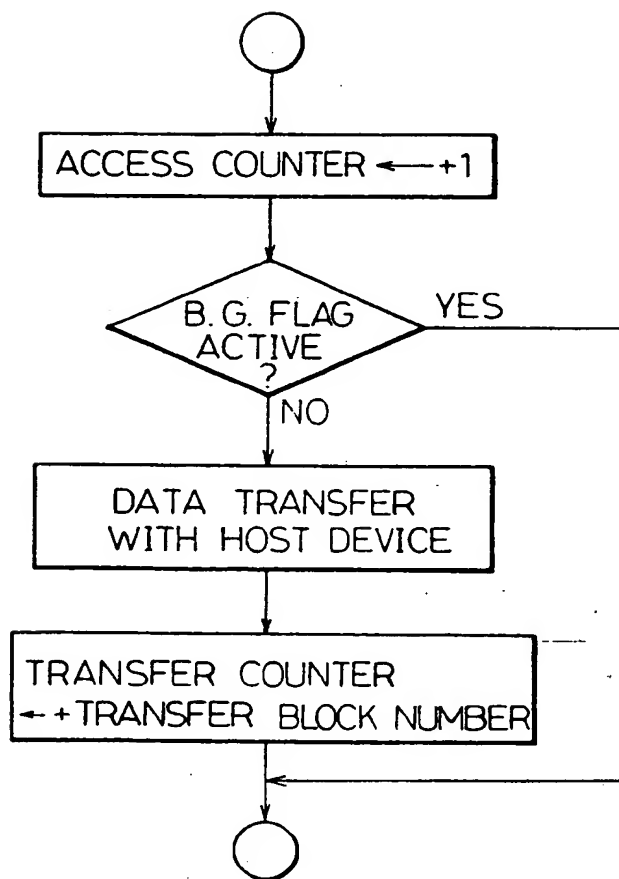 ACCESS COUNTER ←—+1
B. G. FLAG
ACTIVE
?
YES
NO
DATA TRANSFER
WITH HOST DEVICE
TRANSFER COUNTER
←+TRANSFER BLOCK NUMBER